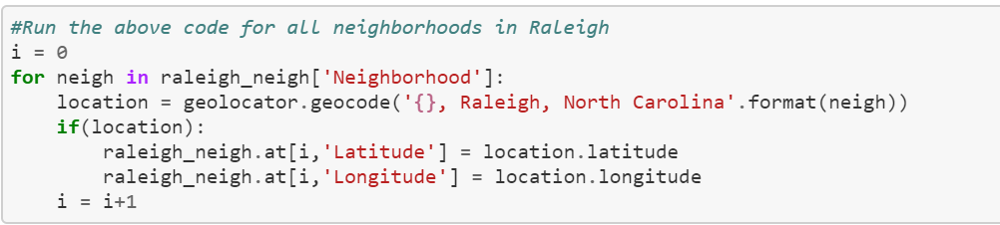 #Run the above code for all neighborhoods in Raleigh
i = 0
for neigh in raleigh_neigh['Neighborhood']:
    location = geolocator.geocode('{}, Raleigh, North Carolina'.format(neigh))
    if(location):
        raleigh_neigh.at[i,'Latitude'] = location.latitude
        raleigh_neigh.at[i,'Longitude'] = location.longitude
    i = i+1